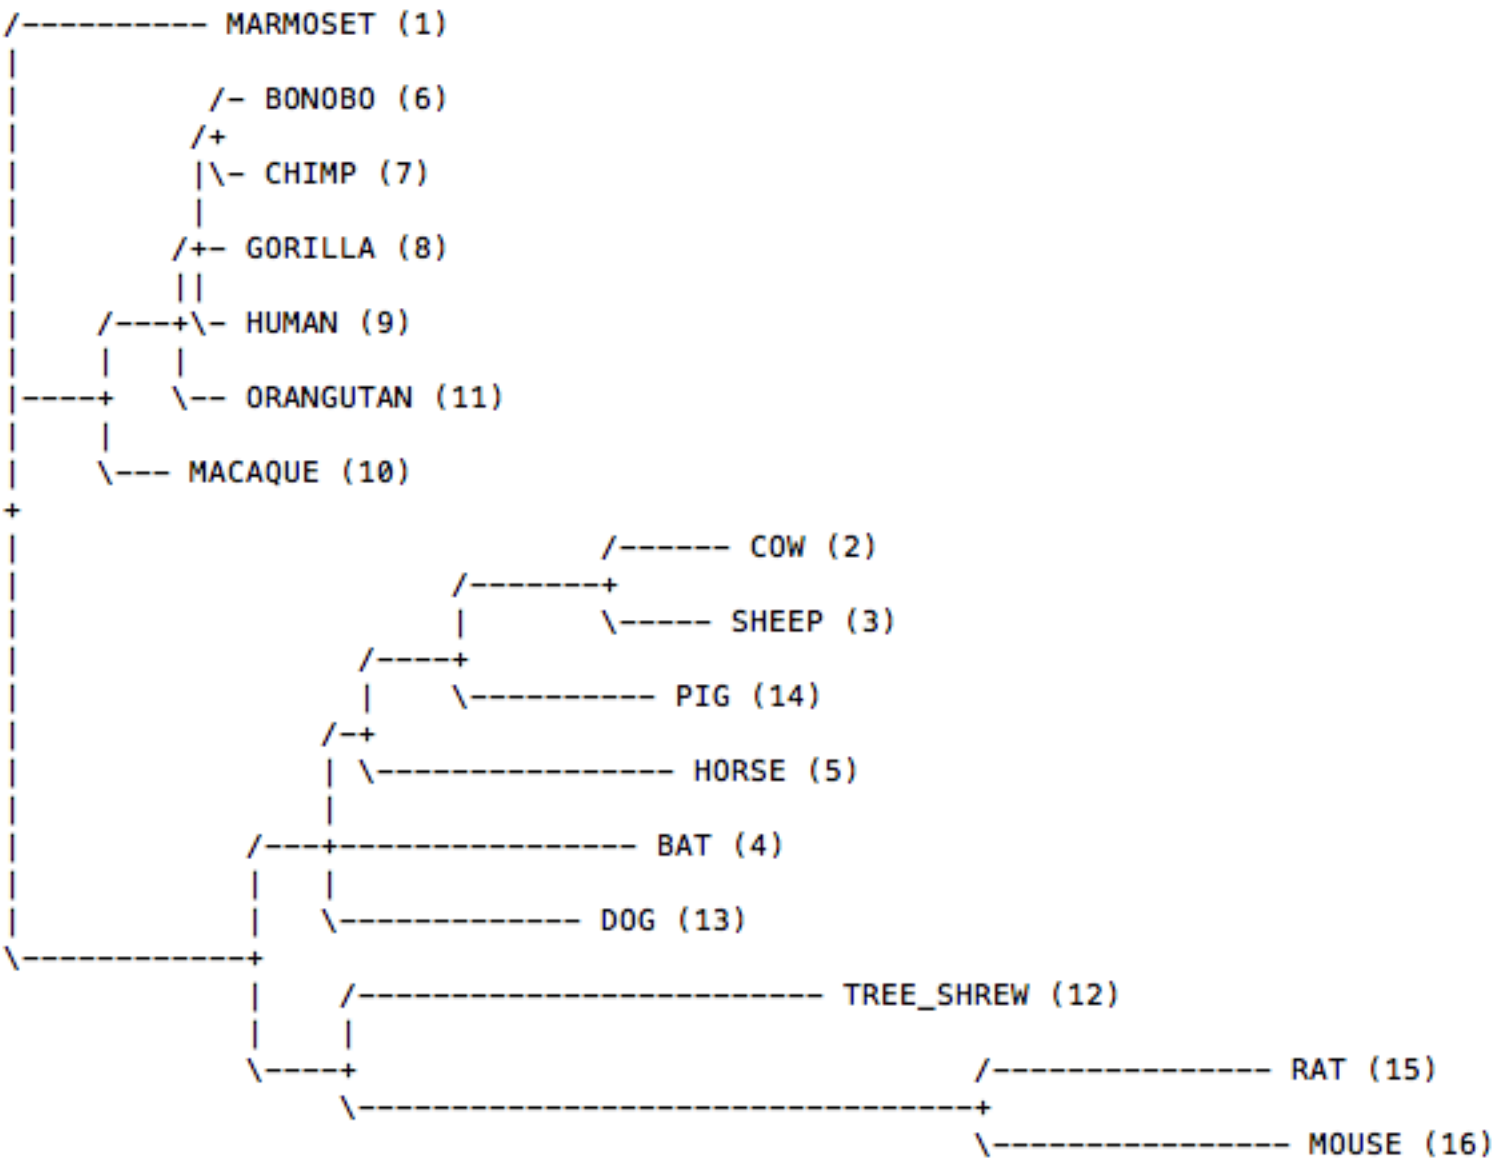 /---------- MARMOSET (1)
|
|          /- BONOBO (6)
|         /+
|         |\- CHIMP (7)
|         |
|        /+- GORILLA (8)
|        ||
|    /---+\- HUMAN (9)
|    |   |
|----+   \-- ORANGUTAN (11)
|    |
|    \--- MACAQUE (10)
+
|                               /------ COW (2)
|                       /-------+
|                       |       \----- SHEEP (3)
|                  /----+
|                  |    \---------- PIG (14)
|                /-+
|                | \---------------- HORSE (5)
|                |
|            /---+---------------- BAT (4)
|            |   |
|            |   \------------- DOG (13)
\------------+
             |    /------------------------- TREE_SHREW (12)
             |    |
             \----+                                 /--------------- RAT (15)
                  \---------------------------------+
                                                    \---------------- MOUSE (16)